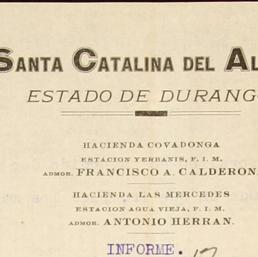 SANTA CATALINA DEL AL
ESTADO DE DURANG
HACIENDA COVADONGA
ESTACION YERBANIS, F. I. M.
ADMOR. FRANCISCO A. CALDERON.
HACIENDA LAS MERCEDES
ESTACION AGUA VIEJA, F. I. M.
ADMOR. ANTONIO HERRAN.
INFORME.